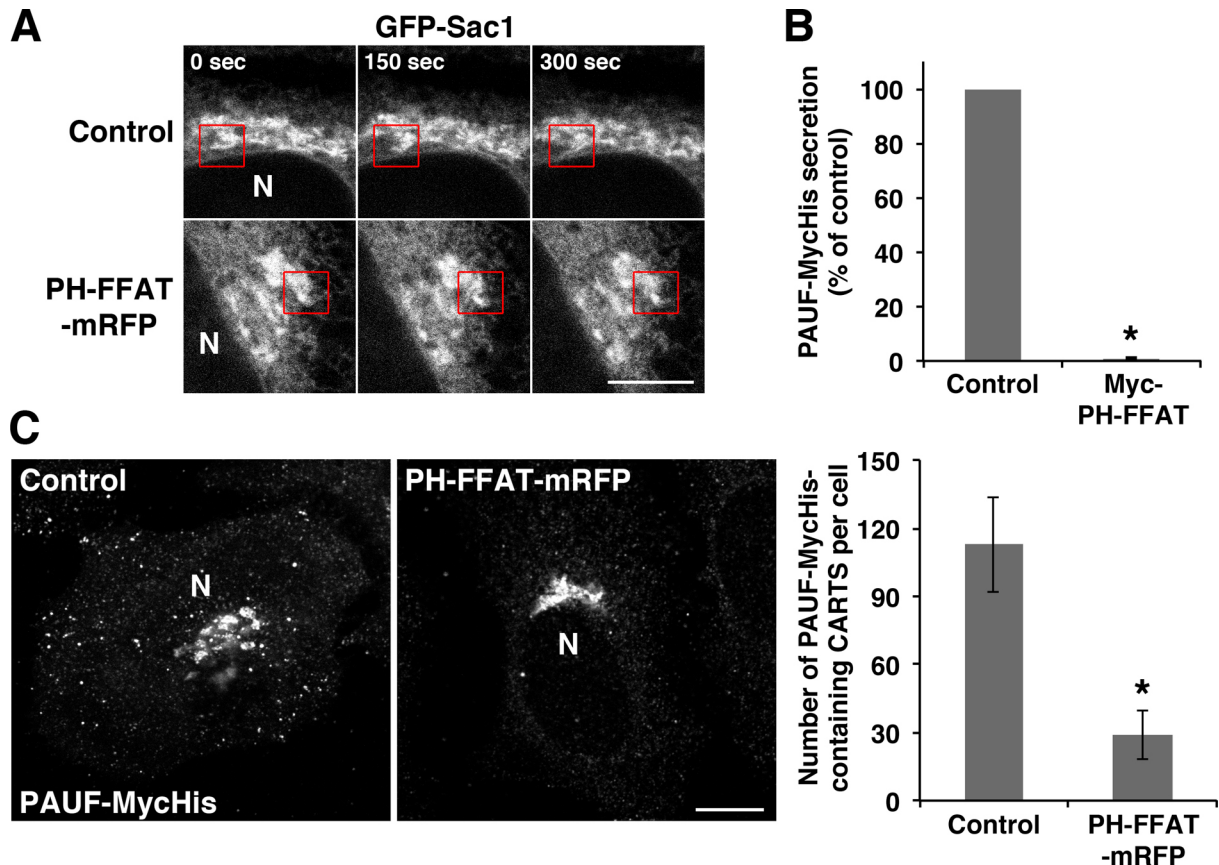 A
GFP-Sac1
0 sec
150 sec
300 sec
Control
N
PH-FFAT
-mRFP
N
B
PAUF-MycHis secretion
(% of control)
100
80
60
40
20
0
*
Control
Myc-
PH-FFAT
C
Control
N
PAUF-MycHis
PH-FFAT-mRFP
N
Number of PAUF-MycHis-
containing CARTS per cell
150
120
90
60
30
0
*
Control
PH-FFAT
-mRFP